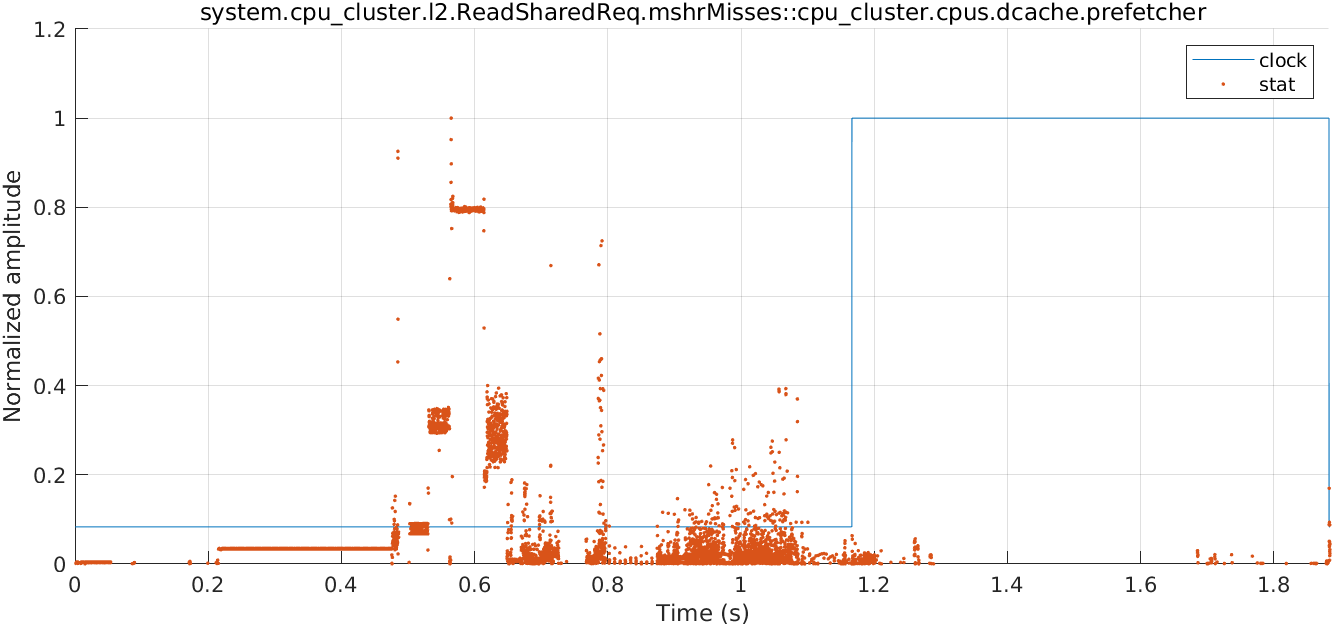 system.cpu_cluster.l2.ReadSharedReq.mshrMisses::cpu_cluster.cpus.dcache.prefetcher
1.2
clock
stat
1
0.8
0.6
0.4
0.2
0
Normalized amplitude
0 0.2 0.4 0.6 0.8 1 1.2 1.4 1.6 1.8
Time (s)